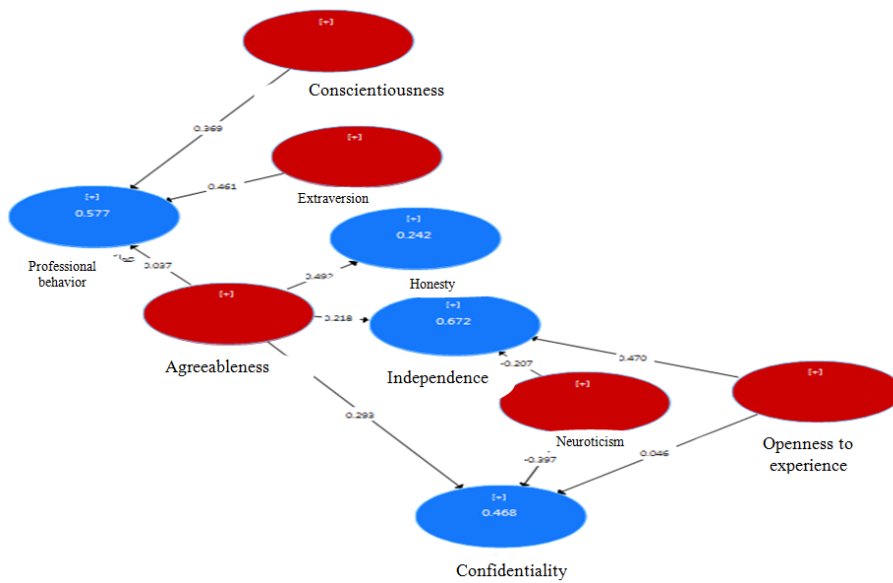 [+]
Conscientiousness
0.369
[+]
Extraversion
0.461
[+]
0.577
Professional
behavior
0.037
[+]
0.242
Honesty
0.492
[+]
Agreeableness
0.218
[+]
0.672
Independence
-0.207
0.470
[+]
Neuroticism
[+]
Openness to
experience
0.293
-0.397
0.046
[+]
0.468
Confidentiality